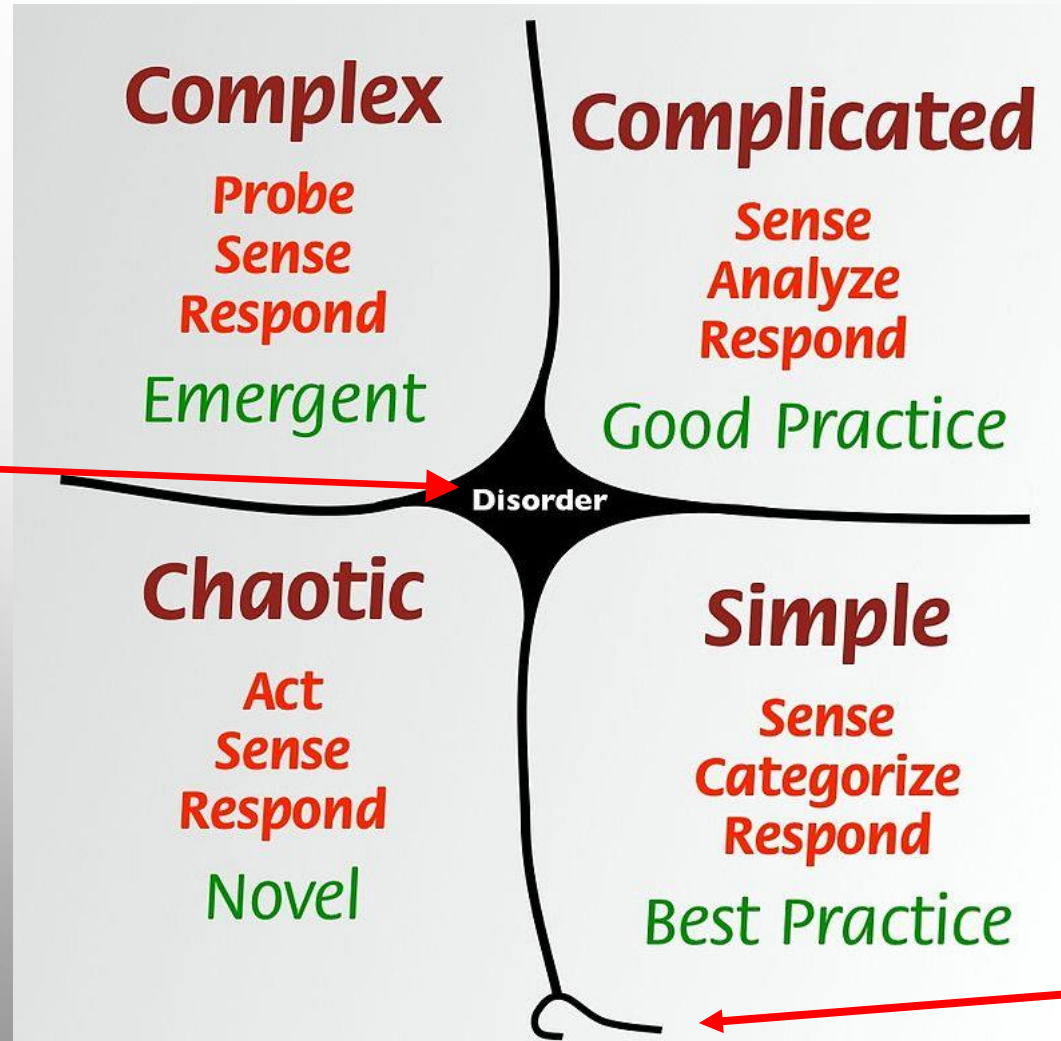 Complex
Probe
Sense
Respond
Emergent
Complicated
Sense
Analyze
Respond
Good Practice
Disorder
Chaotic
Act
Sense
Respond
Novel
Simple
Sense
Categorize
Respond
Best Practice